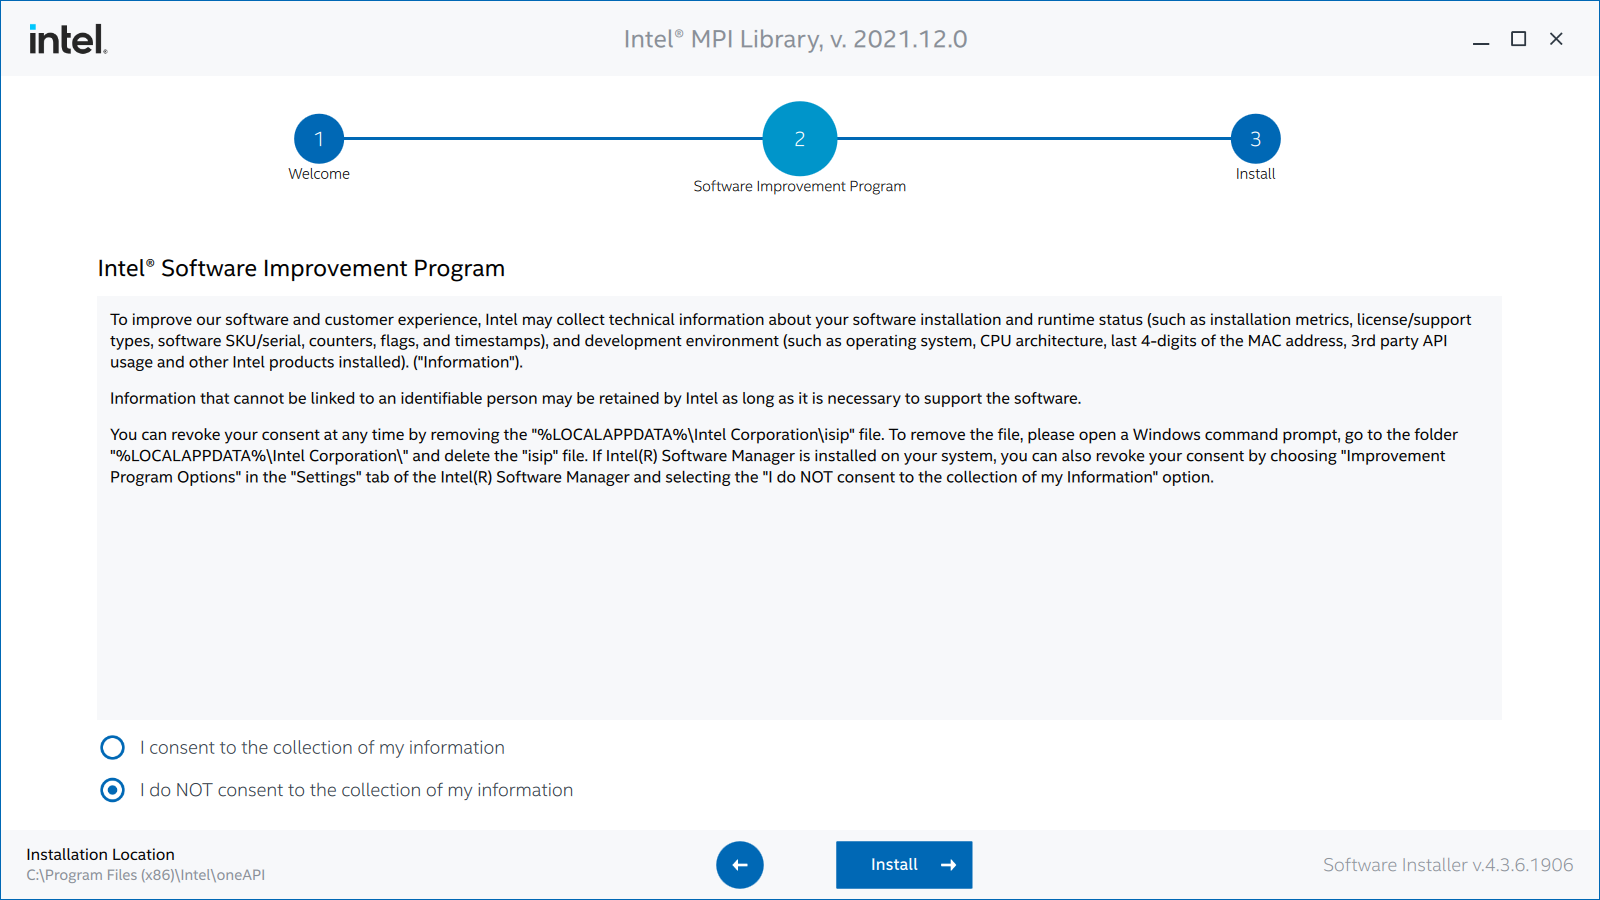 intel.
Intel® MPI Library, v. 2021.12.0
1
2
3
Welcome
Software Improvement Program
Install
Intel® Software Improvement Program
To improve our software and customer experience, Intel may collect technical information about your software installation and runtime status (such as installation metrics, license/support
types, software SKU/serial, counters, flags, and timestamps), and development environment (such as operating system, CPU architecture, last 4-digits of the MAC address, 3rd party API
usage and other Intel products installed). ("Information").
Information that cannot be linked to an identifiable person may be retained by Intel as long as it is necessary to support the software.
You can revoke your consent at any time by removing the "%LOCALAPPDATA%\Intel Corporation\isip" file. To remove the file, please open a Windows command prompt, go to the folder
"%LOCALAPPDATA%\Intel Corporation\" and delete the "isip" file. If Intel(R) Software Manager is installed on your system, you can also revoke your consent by choosing "Improvement
Program Options" in the "Settings" tab of the Intel(R) Software Manager and selecting the "I do NOT consent to the collection of my Information" option.
I consent to the collection of my information
I do NOT consent to the collection of my information
Installation Location
C:\Program Files (x86)\Intel\oneAPI
Install
Software Installer v.4.3.6.1906